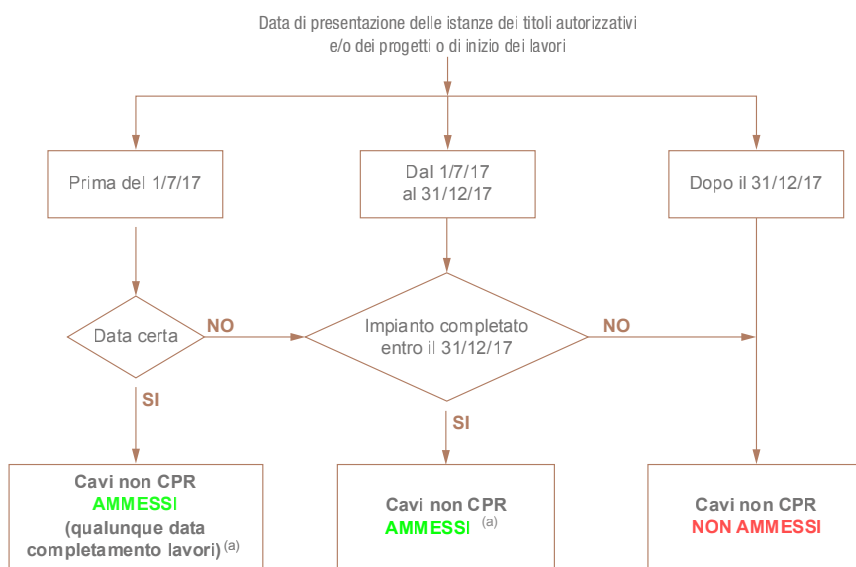 Data di presentazione delle istanze dei titoli autorizzativi
e/o dei progetti o di inizio dei lavori
Prima del 1/7/17
Dal 1/7/17
al 31/12/17
Dopo il 31/12/17
Data certa
NO
Impianto completato
entro il 31/12/17
NO
SI
SI
Cavi non CPR
AMMESSI
(qualunque data
completamento lavori) (a)
Cavi non CPR
AMMESSI (a)
Cavi non CPR
NON AMMESSI